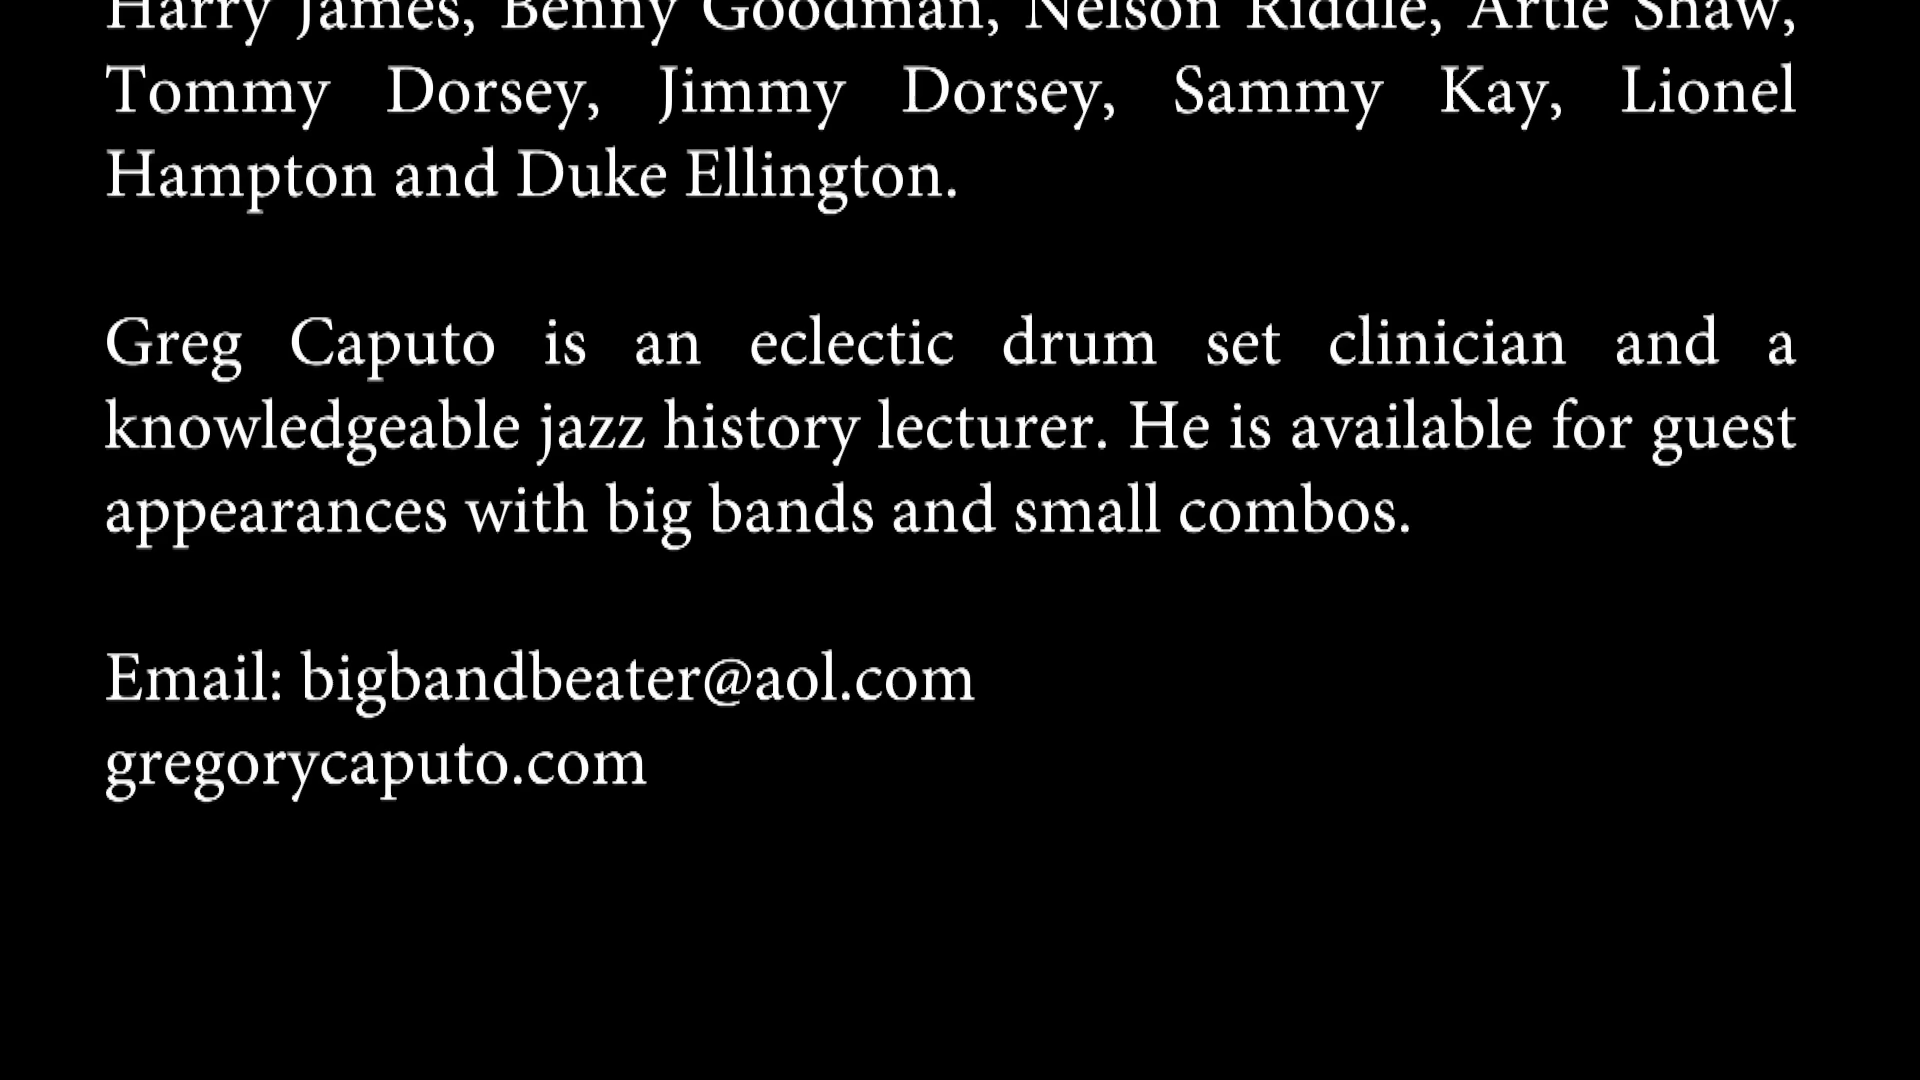 Harry James, Benny Goodman, Nelson Riddle, Artie Shaw,
Tommy Dorsey, Jimmy Dorsey, Sammy Kay, Lionel
Hampton and Duke Ellington.
Greg Caputo is an eclectic drum set clinician and a
knowledgeable jazz history lecturer. He is available for guest
appearances with big bands and small combos.
Email: bigbandbeater@aol.com
gregorycaputo.com